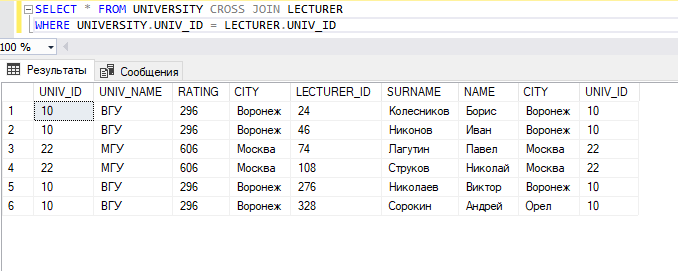 SELECT * FROM UNIVERSITY CROSS JOIN LECTURER
WHERE UNIVERSITY.UNIV_ID = LECTURER.UNIV_ID
100 %
Результаты Сообщения
UNIV_ID UNIV_NAME RATING CITY LECTURER_ID SURNAME NAME CITY UNIV_ID
1 10 ВГУ 296 Воронеж 24 Колесников Борис Воронеж 10
2 10 ВГУ 296 Воронеж 46 Никонов Иван Воронеж 10
3 22 МГУ 606 Москва 74 Лагутин Павел Москва 22
4 22 МГУ 606 Москва 108 Струков Николай Москва 22
5 10 ВГУ 296 Воронеж 276 Николаев Виктор Воронеж 10
6 10 ВГУ 296 Воронеж 328 Сорокин Андрей Орел 10